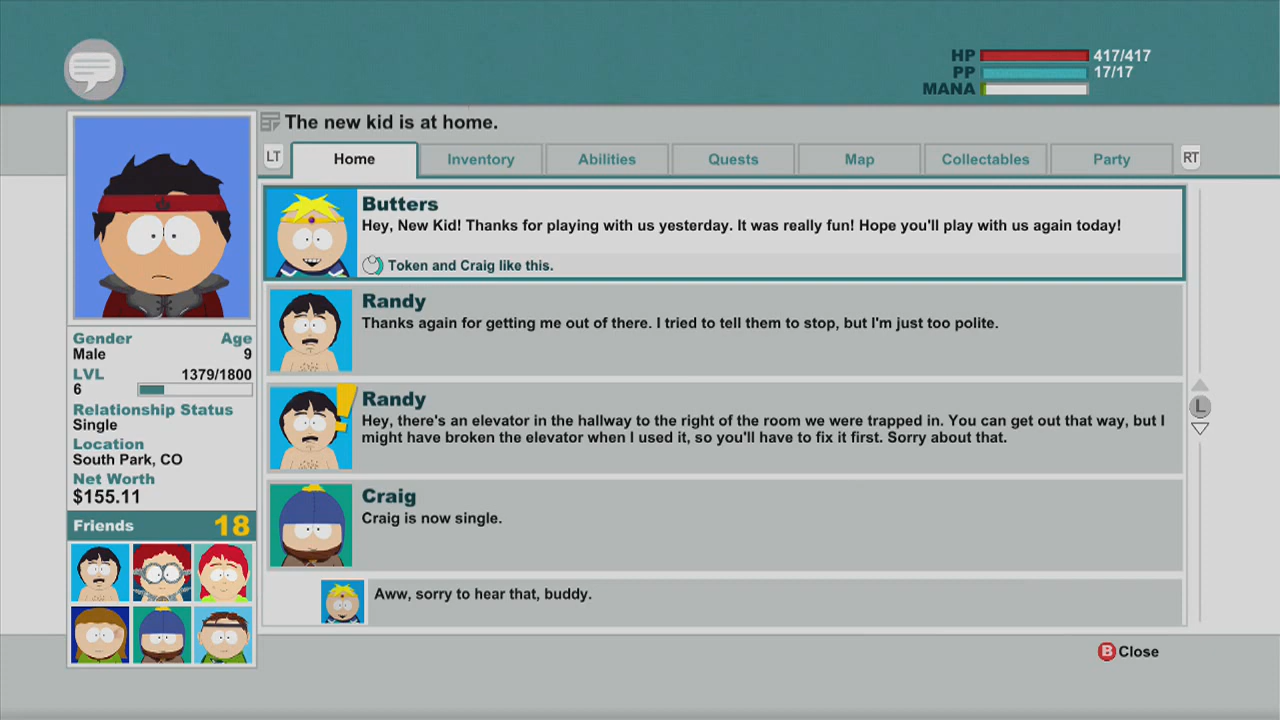 HP 417/417
PP 17/17
MANA
The new kid is at home.
LT Home Inventory Abilities Quests Map Collectables Party RT
Gender Age
Male 9
LVL 1379/1800
6
Relationship Status
Single
Location
South Park, CO
Net Worth
$155.11
Friends 18
Butters
Hey, New Kid! Thanks for playing with us yesterday. It was really fun! Hope you'll play with us again today!
Token and Craig like this.
Randy
Thanks again for getting me out of there. I tried to tell them to stop, but I'm just too polite.
Randy
Hey, there's an elevator in the hallway to the right of the room we were trapped in. You can get out that way, but I
might have broken the elevator when I used it, so you'll have to fix it first. Sorry about that.
Craig
Craig is now single.
Aww, sorry to hear that, buddy.
L
B Close